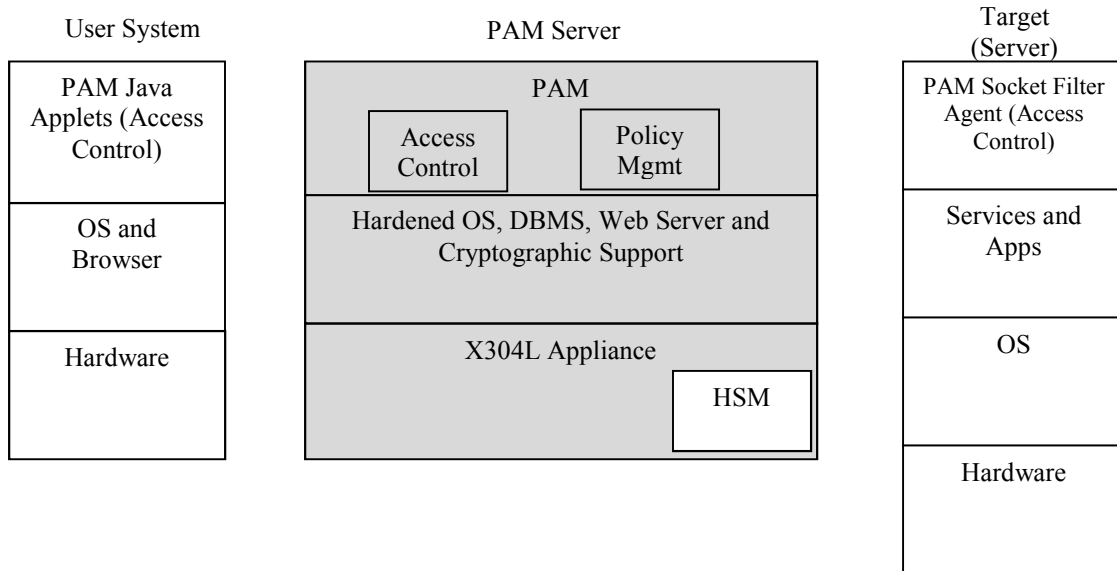 User System
PAM Java
Applets (Access
Control)
OS and
Browser
Hardware
PAM Server
PAM
Access
Control
Policy
Mgmt
Hardened OS, DBMS, Web Server and
Cryptographic Support
X304L Appliance
HSM
Target
(Server)
PAM Socket Filter
Agent (Access
Control)
Services and
Apps
OS
Hardware